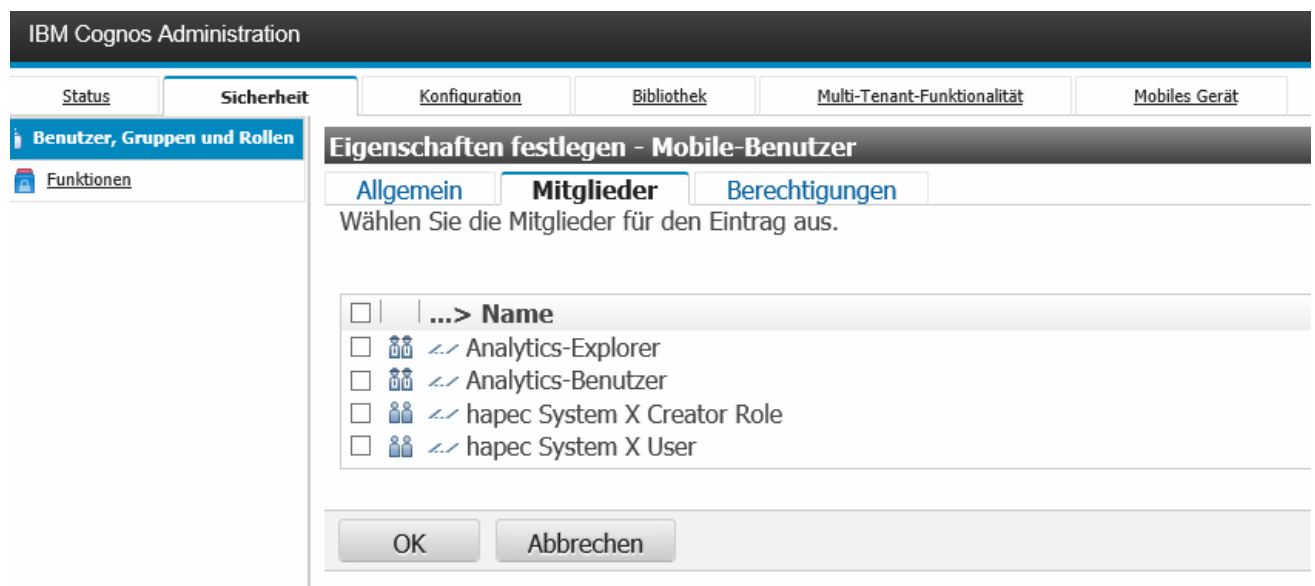 IBM Cognos Administration
Status Sicherheit Konfiguration Bibliothek Multi-Tenant-Funktionalität Mobiles Gerät
Benutzer, Gruppen und Rollen
Funktionen
Eigenschaften festlegen - Mobile-Benutzer
Allgemein Mitglieder Berechtigungen
Wählen Sie die Mitglieder für den Eintrag aus.
...> Name
Analytics-Explorer
Analytics-Benutzer
hapec System X Creator Role
hapec System X User
OK Abbrechen